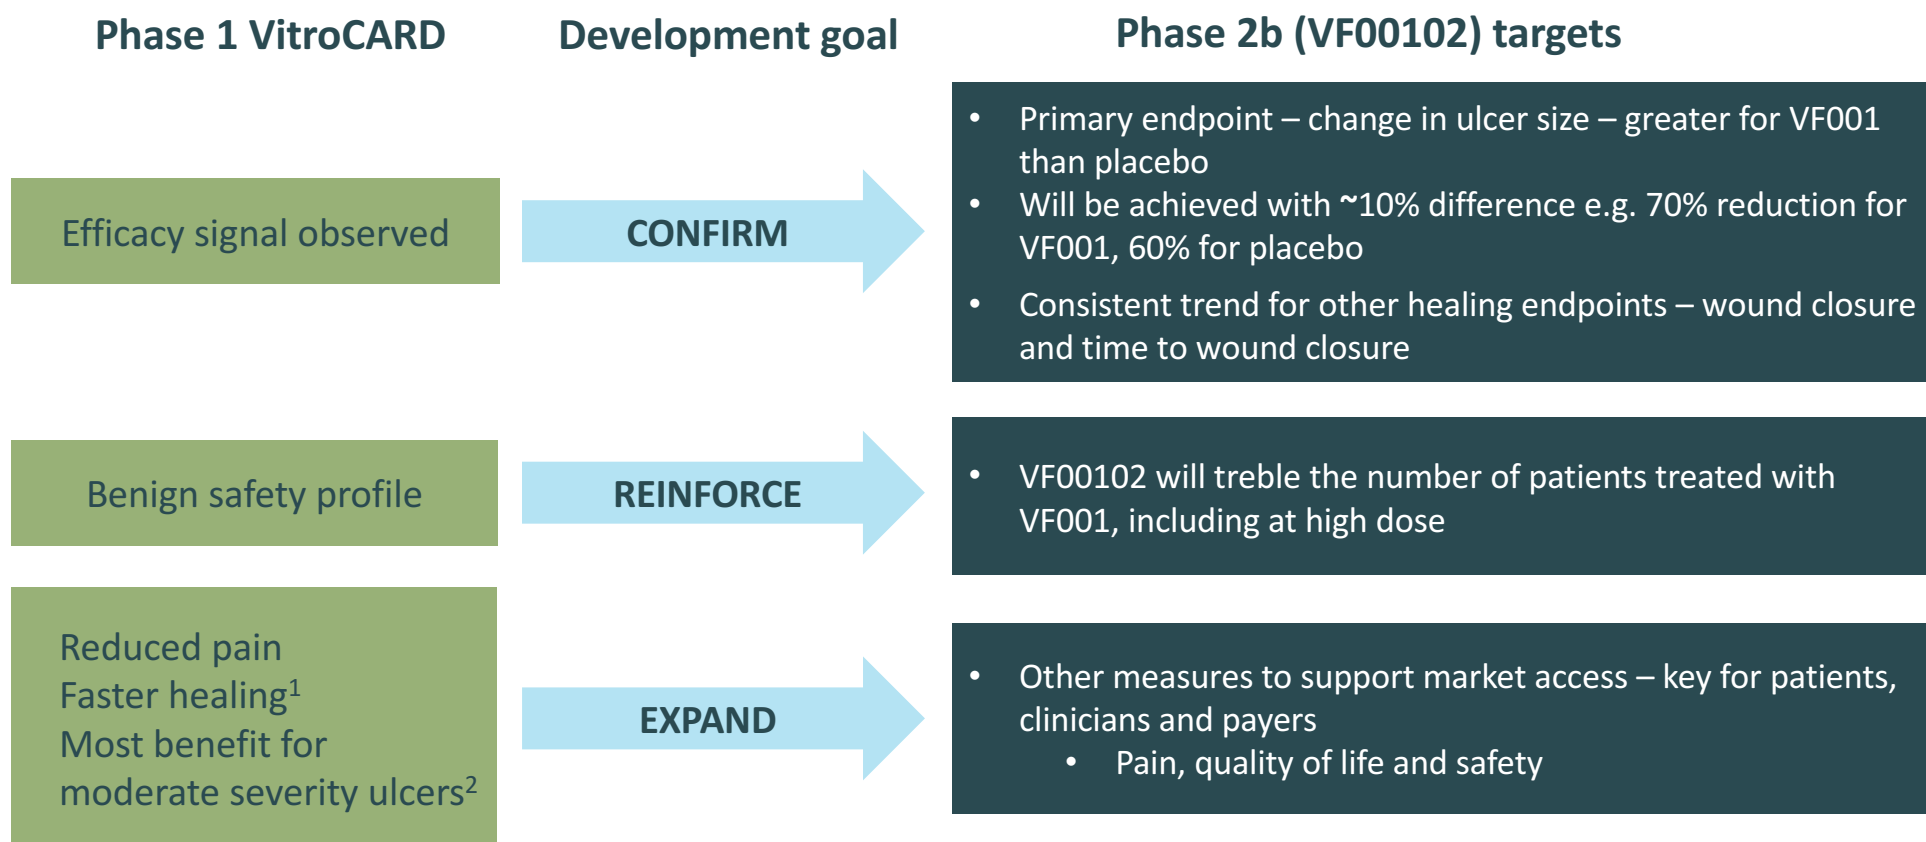 Phase 1 VitroCARD
Development goal
Phase 2b (VF00102) targets
Efficacy signal observed
CONFIRM
• Primary endpoint – change in ulcer size – greater for VF001
than placebo
• Will be achieved with ~10% difference e.g. 70% reduction for
VF001, 60% for placebo
• Consistent trend for other healing endpoints – wound closure
and time to wound closure
Benign safety profile
REINFORCE
• VF00102 will treble the number of patients treated with
VF001, including at high dose
Reduced pain
Faster healing¹
Most benefit for
moderate severity ulcers²
EXPAND
• Other measures to support market access – key for patients,
clinicians and payers
• Pain, quality of life and safety